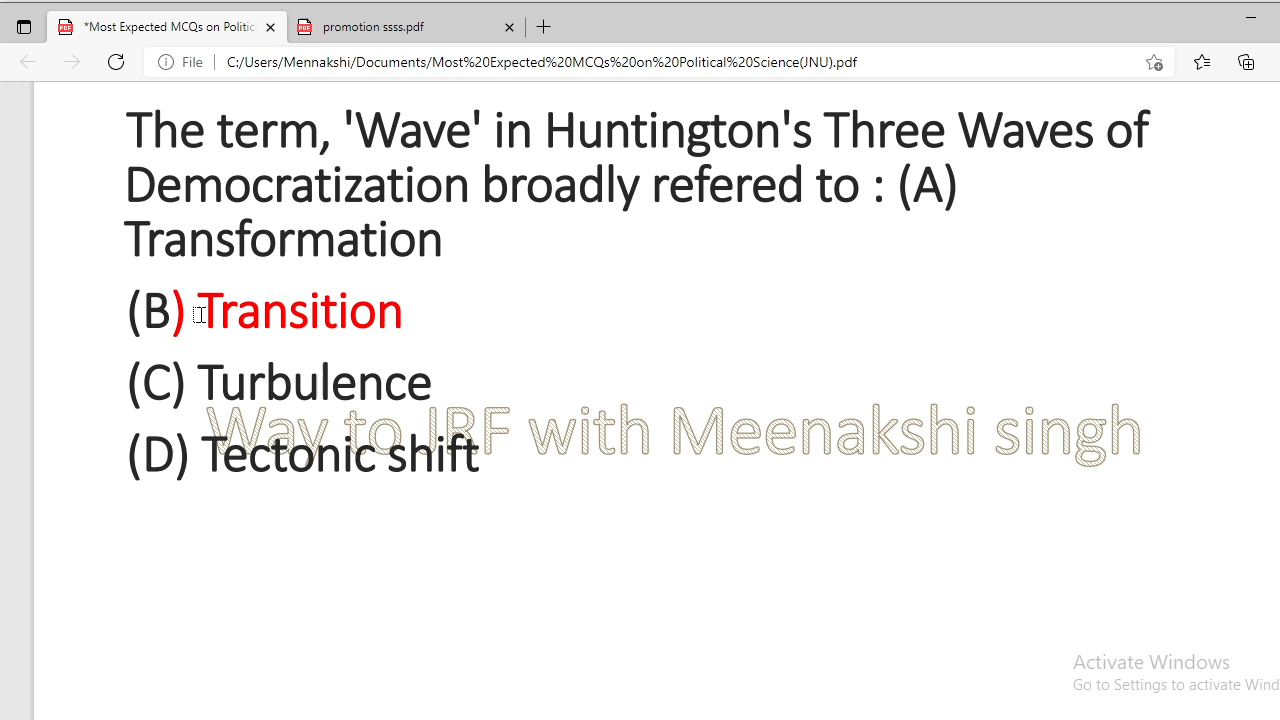 *Most Expected MCQs on Politic
promotion ssss.pdf
File
C:/Users/Mennakshi/Documents/Most%20Expected%20MCQs%20on%20Political%20Science(JNU).pdf
The term, 'Wave' in Huntington's Three Waves of
Democratization broadly refered to : (A)
Transformation
(B) Transition
(C) Turbulence
Way to JRF with Meenakshi singh
(D) Tectonic shift
Activate Windows
Go to Settings to activate Wind